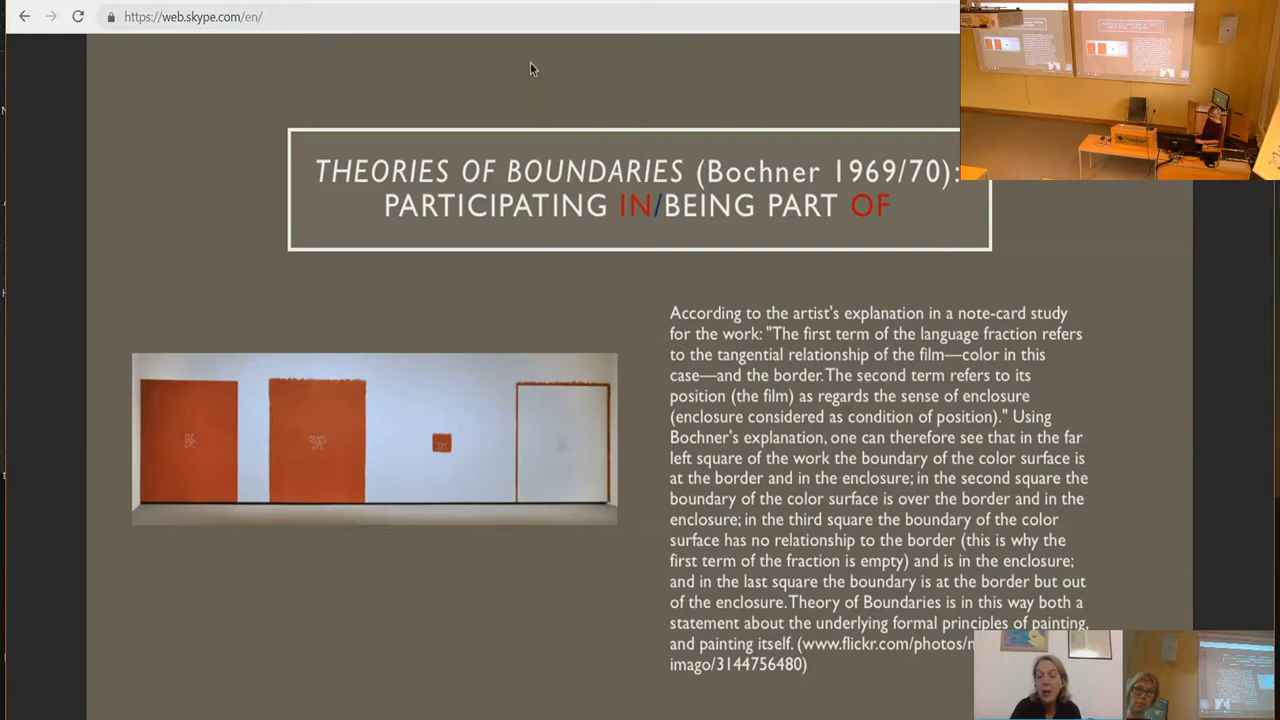 https://web.skype.com/en/
THEORIES OF BOUNDARIES (Bochner 1969/70):
PARTICIPATING IN/BEING PART OF
According to the artist's explanation in a note-card study
for the work: "The first term of the language fraction refers
to the tangential relationship of the film—color in this
case—and the border. The second term refers to its
position (the film) as regards the sense of enclosure
(enclosure considered as condition of position)." Using
Bochner's explanation, one can therefore see that in the far
left square of the work the boundary of the color surface is
at the border and in the enclosure; in the second square the
boundary of the color surface is over the border and in the
enclosure; in the third square the boundary of the color
surface has no relationship to the border (this is why the
first term of the fraction is empty) and is in the enclosure;
and in the last square the boundary is at the border but out
of the enclosure. Theory of Boundaries is in this way both a
statement about the underlying formal principles of painting,
and painting itself. (www.flickr.com/photos/
imago/3144756480)